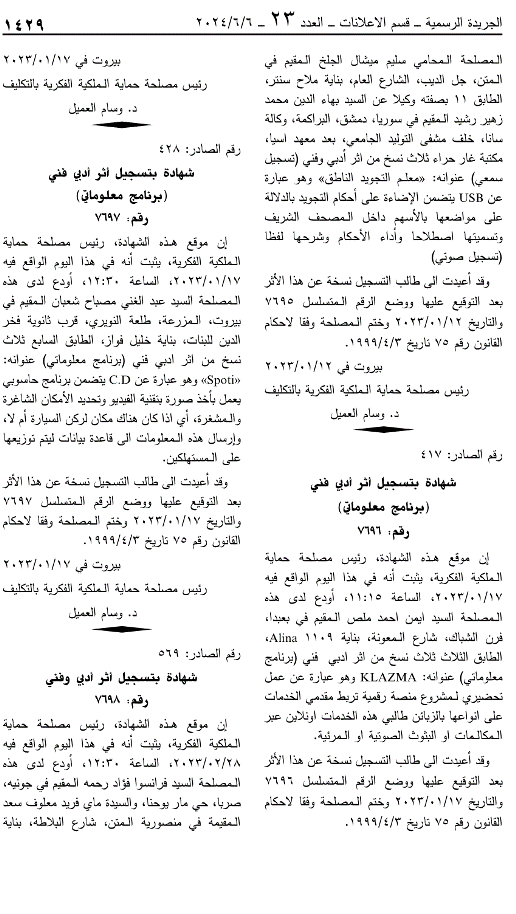 الجريدة الرسمية ــ قسم الاعلانات ــ العدد ٢٣ ــ ٢٠٢٤/٦/٦
١٤٢٩
المصلحة المحامي سليم ميشال الجلخ المقيم في
المتن، جل الديب، الشارع العام، بناية ملاح سنتر،
الطابق ١١ بصفته وكيلا عن السيد بهاء الدين محمد
زهير رشيد المقيم في سوريا، دمشق، البرامكة، وكالة
سانا، خلف مشفى التوليد الجامعي، بعد معهد آسيا،
مكتبة غار حراء ثلاث نسخ من اثر أدبي وفني (تسجيل
سمعي) عنوانه: «معلم التجويد الناطق» وهو عبارة
عن USB يتضمن الإضاءة على أحكام التجويد بالدلالة
على مواضعها بالأسهم داخل المصحف الشريف
وتسميتها اصطلاحا وأداء الأحكام وشرحها لفظا
(تسجيل صوتي)
وقد أعيدت الى طالب التسجيل نسخة عن هذا الأثر
بعد التوقيع عليها ووضع الرقم المتسلسل ٧٦٩٥
والتاريخ ٢٠٢٣/٠١/١٢ وختم المصلحة وفقا لاحكام
القانون رقم ٧٥ تاريخ ١٩٩٩/٤/٣.
بيروت في ٢٠٢٣/٠١/١٢
رئيس مصلحة حماية الملكية الفكرية بالتكليف
د. وسام العميل
رقم الصادر: ٤١٧
شهادة بتسجيل أثر أدبي فني
(برنامج معلوماتي)
رقم: ٧٦٩٦
إن موقع هذه الشهادة، رئيس مصلحة حماية
الملكية الفكرية، يثبت أنه في هذا اليوم الواقع فيه
٢٠٢٣/٠١/١٧، الساعة ١١:١٥، أودع لدى هذه
المصلحة السيد ايمن احمد ملص المقيم في بعبدا،
فرن الشباك، شارع المعونة، بناية Alina ١١٠٩،
الطابق الثلاث ثلاث نسخ من اثر أدبي فني (برنامج
معلوماتي) عنوانه: KLAZMA وهو عبارة عن عمل
تحضيري لمشروع منصة رقمية تربط مقدمي الخدمات
على انواعها بالزبائن طالبي هذه الخدمات اونلاين عبر
المكالمات او البثوث الصوتية او المرئية.
وقد أعيدت الى طالب التسجيل نسخة عن هذا الأثر
بعد التوقيع عليها ووضع الرقم المتسلسل ٧٦٩٦
والتاريخ ٢٠٢٣/٠١/١٧ وختم المصلحة وفقا لاحكام
القانون رقم ٧٥ تاريخ ١٩٩٩/٤/٣.
بيروت في ٢٠٢٣/٠١/١٧
رئيس مصلحة حماية الملكية الفكرية بالتكليف
د. وسام العميل
رقم الصادر: ٤٢٨
شهادة بتسجيل أثر أدبي فني
(برنامج معلوماتي)
رقم: ٧٦٩٧
إن موقع هذه الشهادة، رئيس مصلحة حماية
الملكية الفكرية، يثبت أنه في هذا اليوم الواقع فيه
٢٠٢٣/٠١/١٧، الساعة ١٢:٣٠، أودع لدى هذه
المصلحة السيد عبد الغني مصباح شعبان المقيم في
بيروت، المزرعة، طلعة النويري، قرب ثانوية فخر
الدين للبنات، بناية خليل فواز، الطابق السابع ثلاث
نسخ من اثر أدبي فني (برنامج معلوماتي) عنوانه:
«Spoti» وهو عبارة عن C.D يتضمن برنامج حاسوبي
يعمل بأخذ صورة بتقنية الفيديو وتحديد الأمكان الشاغرة
والمشغرة، أي اذا كان هناك مكان لركن السيارة أم لا،
وإرسال هذه المعلومات الى قاعدة بيانات ليتم توزيعها
على المستهلكين.
وقد أعيدت الى طالب التسجيل نسخة عن هذا الأثر
بعد التوقيع عليها ووضع الرقم المتسلسل ٧٦٩٧
والتاريخ ٢٠٢٣/٠١/١٧ وختم المصلحة وفقا لاحكام
القانون رقم ٧٥ تاريخ ١٩٩٩/٤/٣.
بيروت في ٢٠٢٣/٠١/١٧
رئيس مصلحة حماية الملكية الفكرية بالتكليف
د. وسام العميل
رقم الصادر: ٥٦٩
شهادة بتسجيل أثر أدبي وفني
رقم: ٧٦٩٨
إن موقع هذه الشهادة، رئيس مصلحة حماية
الملكية الفكرية، يثبت أنه في هذا اليوم الواقع فيه
٢٠٢٣/٠٢/٢٨، الساعة ١٢:٣٠، أودع لدى هذه
المصلحة السيد فرانسوا فؤاد رحمه المقيم في جونيه،
صربا، حي مار يوحنا، والسيدة ماي فريد معلوف سعد
المقيمة في منصورية المتن، شارع البلاطة، بناية